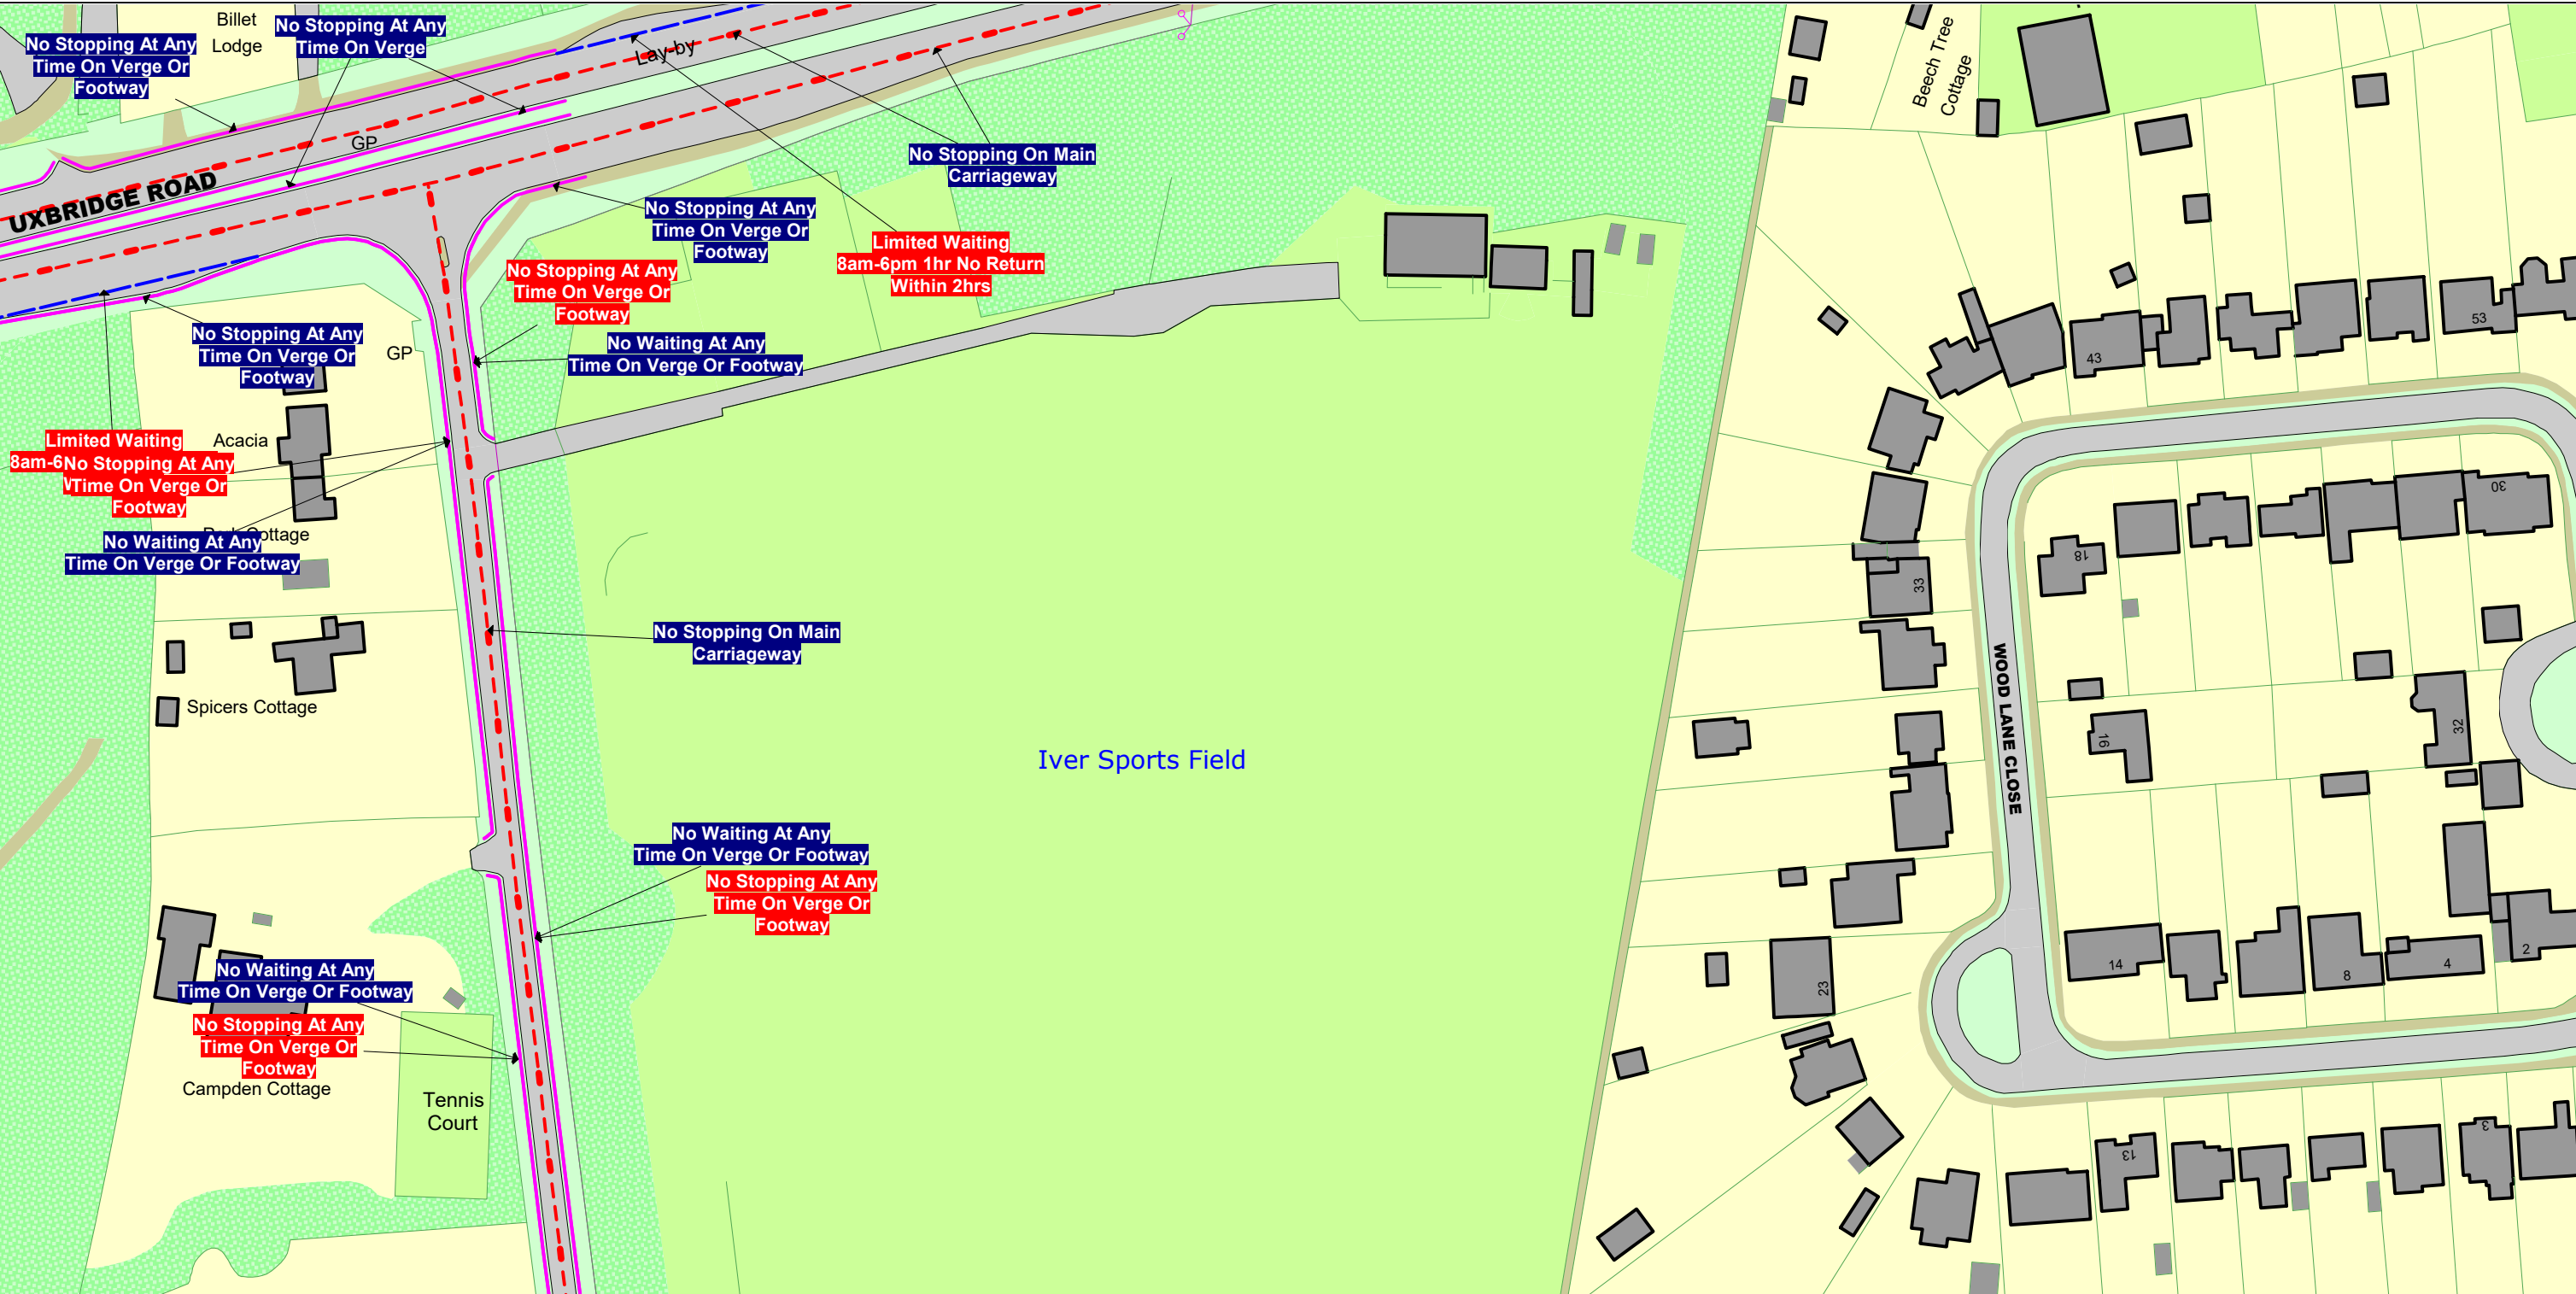 Billet
Lodge
No Stopping At Any
Time On Verge
No Stopping At Any
Time On Verge Or
Footway
Lay-by
GP
UXBRIDGE ROAD
No Stopping On Main
Carriageway
No Stopping At Any
Time On Verge Or
Footway
Limited Waiting
8am-6pm 1hr No Return
Within 2hrs
No Stopping At Any
Time On Verge Or
Footway
No Waiting At Any
Time On Verge Or Footway
No Stopping At Any
Time On Verge Or
Footway
GP
Acacia
Limited Waiting
8am-6
No Stopping At Any
Time On Verge Or
Footway
ottage
No Waiting At Any
Time On Verge Or Footway
No Stopping On Main
Carriageway
Spicers Cottage
Iver Sports Field
No Waiting At Any
Time On Verge Or Footway
No Stopping At Any
Time On Verge Or
Footway
No Waiting At Any
Time On Verge Or Footway
No Stopping At Any
Time On Verge Or
Footway
Campden Cottage
Tennis
Court
Beech Tree
Cottage
43
53
30
18
33
WOOD LANE CLOSE
16
32
14
8
4
2
23
13
3